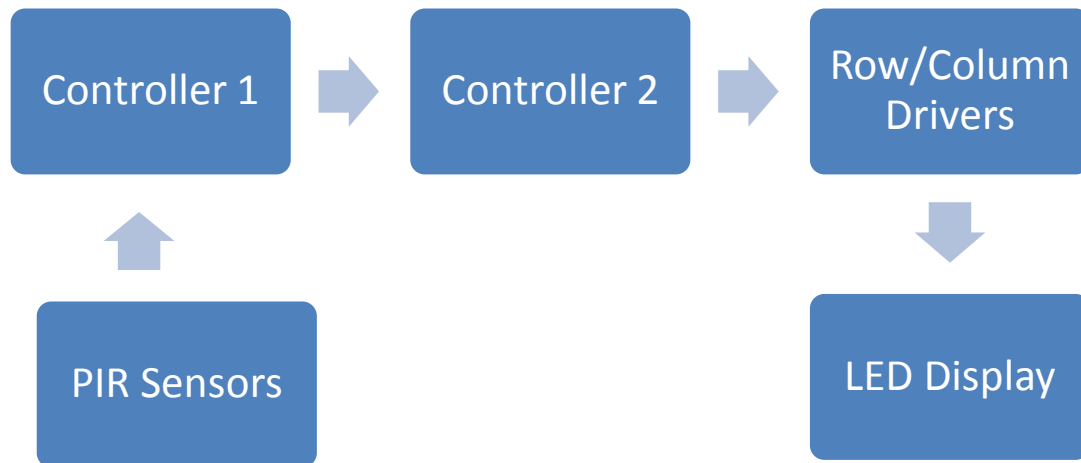 Controller 1
Controller 2
Row/Column
Drivers
PIR Sensors
LED Display